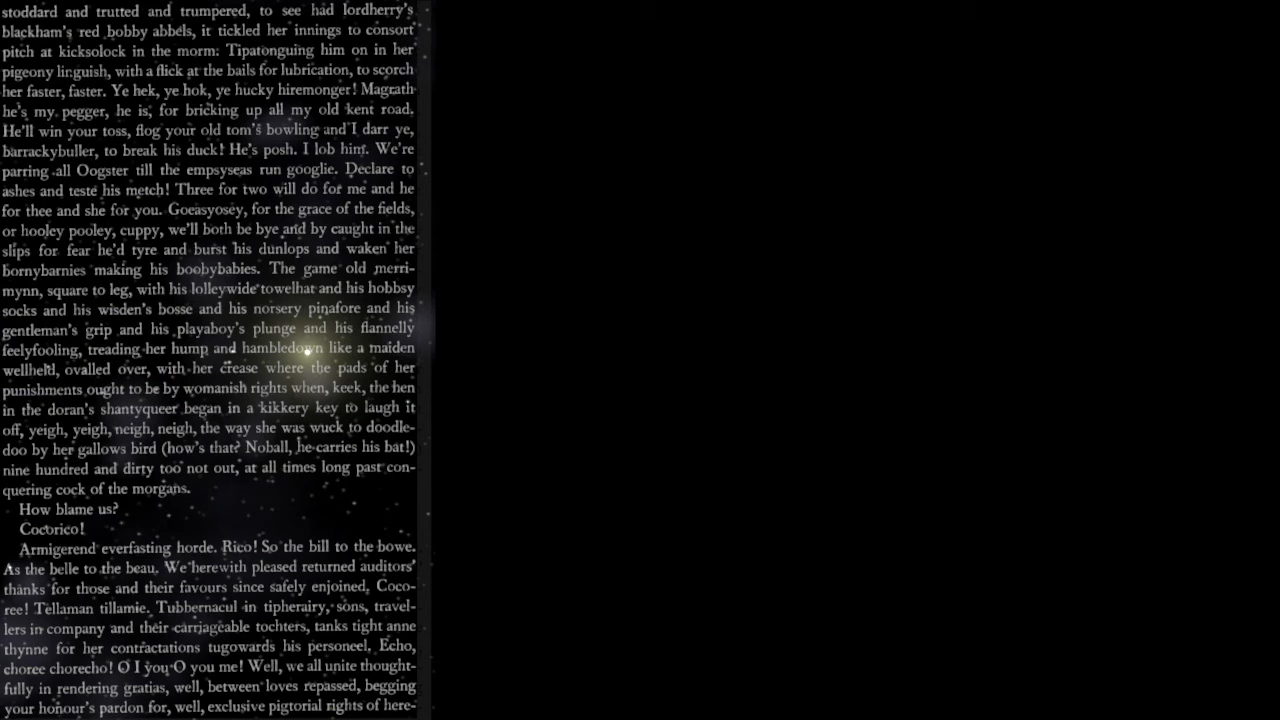 stoddard and trutted and trumpered, to see had lordherry's
blackham's red bobby abbels, it tickled her innings to consort
pitch at kicksolock in the morm. Tipatonguing him on in her
pigeony linguish, with a flick at the bails for lubrication, to scorch
her faster, faster. Ye hek, ye hok, ye hucky hiremonger! Magrath
he's my pegger, he is, for bricking up all my old kent road.
He'll win your toss, flog your old tom's bowling and I darr ye,
barrackybuller, to break his duck! He's posh. I lob him. We're
parring all Oogster till the empsyseas run googlie. Declare to
ashes and teste his metch! Three for two will do for me and he
for thee and she for you. Goeasyosey, for the grace of the fields,
or hooley pooley, cuppy, we'll both be bye and by caught in the
slips for fear he'd tyre and burst his dunlops and waken her
bornybarnies making his boobybabies. The game old merri-
mynn, square to leg, with his lolleywide towelhat and his hobbsy
socks and his wisden's bosse and his norsery pinafore and his
gentleman's grip and his playaboy's plunge and his flannelly
feelyfooling, treading her hump and hambledown like a maiden
wellheld, ovalled over, with her crease where the pads of her
punishments ought to be by womanish rights when, keek, the hen
in the doran's shantyqueer began in a kikkery key to laugh it
off, yeigh, yeigh, neigh, neigh, the way she was wuck to doodle-
doo by her gallows bird (how's that? Noball, he carries his bat!)
nine hundred and dirty too not out, at all times long past con-
quering cock of the morgans.
How blame us?
Cocorico!
Armigerend everfasting horde. Rico! So the bill to the bowe.
As the belle to the beau. We herewith pleased returned auditors'
thanks for those and their favours since safely enjoined. Coco-
ree! Tellaman tillamie. Tubbernacul in tipherairy, sons, travel-
lers in company and their carriageable tochters, tanks tight anne
thynne for her contractations tugowards his personeel. Echo,
choree chorecho! O I you O you me! Well, we all unite thought-
fully in rendering gratias, well, between loves repassed, begging
your honour's pardon for, well, exclusive pigtorial rights of here-